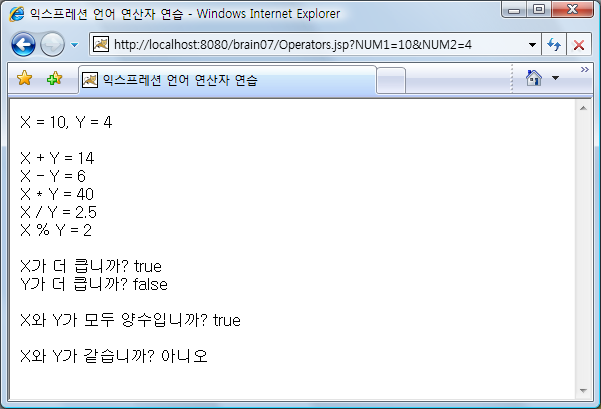 익스프레션 언어 연산자 연습 - Windows Internet Explorer
http://localhost:8080/brain07/Operators.jsp?NUM1=10&NUM2=4
익스프레션 언어 연산자 연습
X = 10, Y = 4
X + Y = 14
X - Y = 6
X * Y = 40
X / Y = 2.5
X % Y = 2
X가 더 큽니까? true
Y가 더 큽니까? false
X와 Y가 모두 양수입니까? true
X와 Y가 같습니까? 아니오